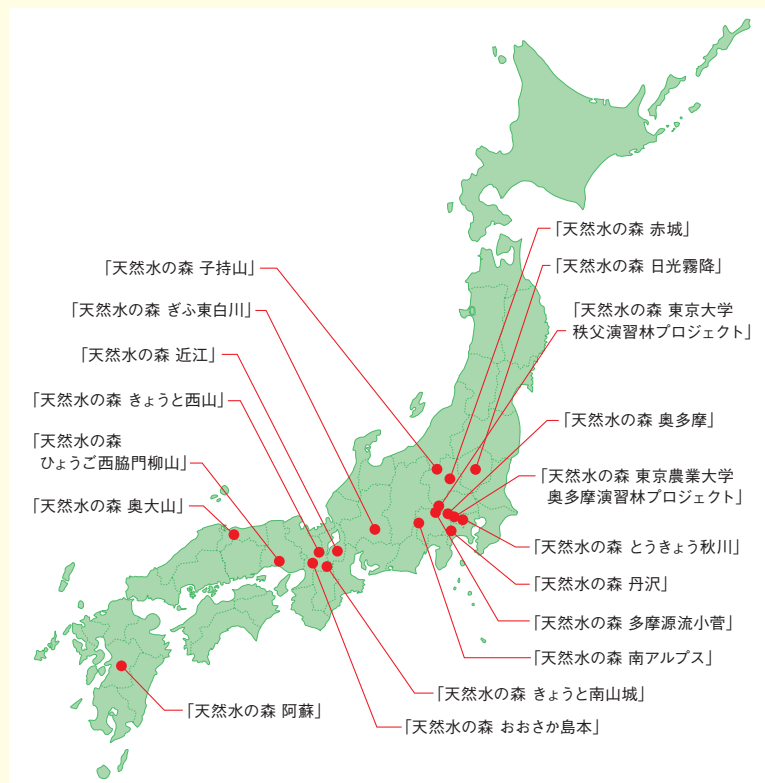 「天然水の森 赤城」
「天然水の森 子持山」
「天然水の森 日光霧降」
「天然水の森 ぎふ東白川」
「天然水の森 東京大学
秩父演習林プロジェクト」
「天然水の森 近江」
「天然水の森 きょうと西山」
「天然水の森 奥多摩」
「天然水の森
ひょうご西脇門柳山」
「天然水の森 東京農業大学
奥多摩演習林プロジェクト」
「天然水の森 奥大山」
「天然水の森 とうきょう秋川」
「天然水の森 丹沢」
「天然水の森 多摩源流小菅」
「天然水の森 南アルプス」
「天然水の森 きょうと南山城」
「天然水の森 阿蘇」
「天然水の森 おおさか島本」